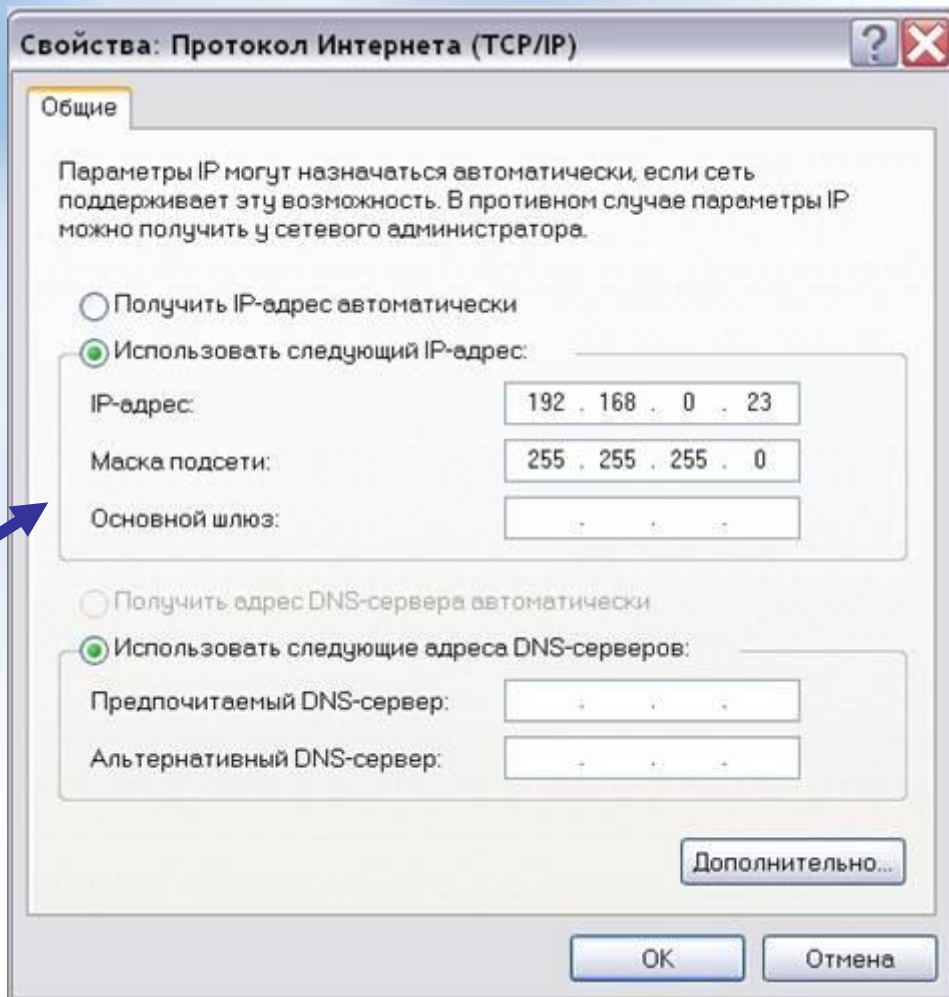 Свойства: Протокол Интернета (TCP/IP)
Общие
Параметры IP могут назначаться автоматически, если сеть
поддерживает эту возможность. В противном случае параметры IP
можно получить у сетевого администратора.
Получить IP-адрес автоматически
Использовать следующий IP-адрес:
IP-адрес: 192 . 168 . 0 . 23
Маска подсети: 255 . 255 . 255 . 0
Основной шлюз: . . .
Получить адрес DNS-сервера автоматически
Использовать следующие адреса DNS-серверов:
Предпочитаемый DNS-сервер: . . .
Альтернативный DNS-сервер: . . .
Дополнительно...
OK Отмена